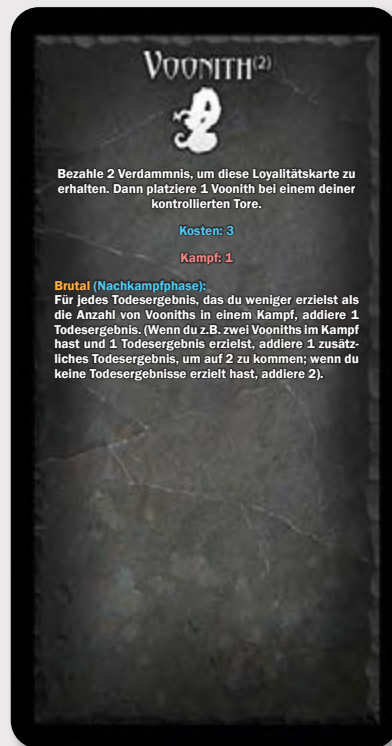 VOONITH(2)
Bezahle 2 Verdammnis, um diese Loyalitätskarte zu
erhalten. Dann platziere 1 Voonith bei einem deiner
kontrollierten Tore.
Kosten: 3
Kampf: 1
Brutal (Nachkampfphase):
Für jedes Todesergebnis, das du weniger erzielst als
die Anzahl von Vooniths in einem Kampf, addiere 1
Todesergebnis. (Wenn du z.B. zwei Vooniths im Kampf
hast und 1 Todesergebnis erzielst, addiere 1 zusätz-
liches Todesergebnis, um auf 2 zu kommen; wenn du
keine Todesergebnisse erzielt hast, addiere 2).